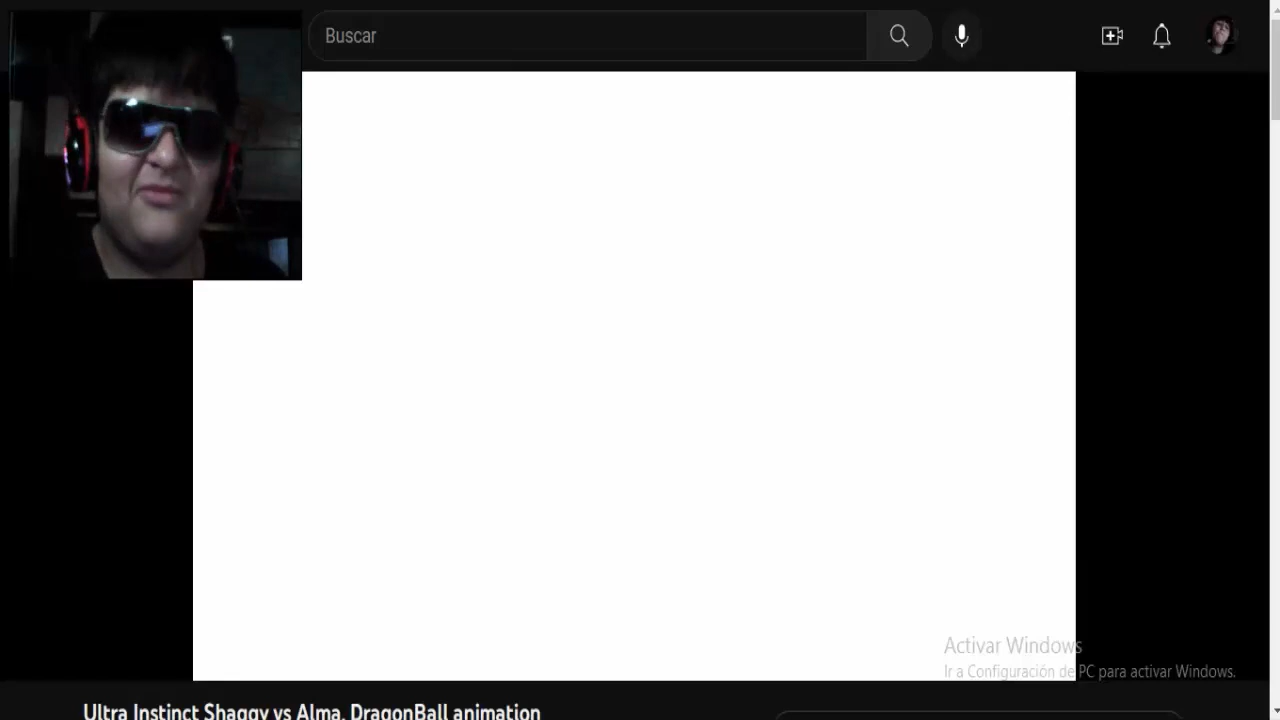 Buscar
Activar Windows
Ir a Configuración de PC para activar Windows.
Ultra Instinct Shaggy vs Alma, DragonBall animation